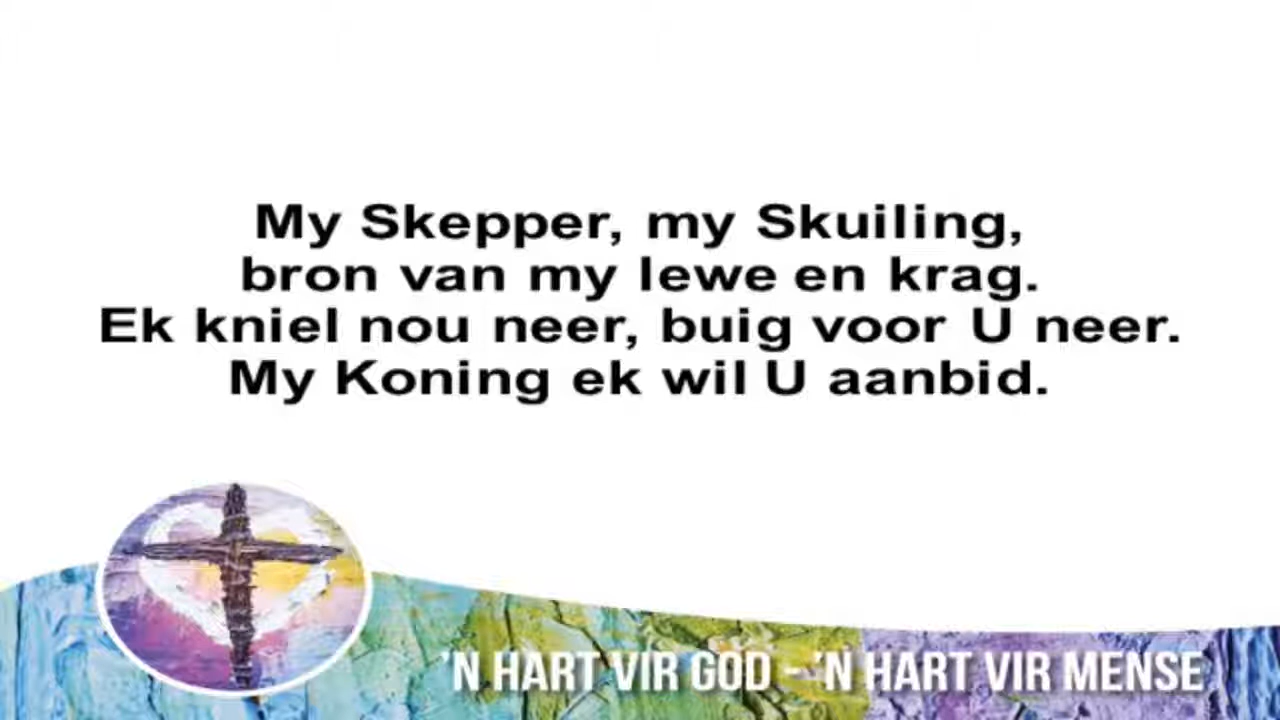 My Skepper, my Skuiling,
bron van my lewe en krag.
Ek kniel nou neer, buig voor U neer.
My Koning ek wil U aanbid.
'N HART VIR GOD - 'N HART VIR MENSE